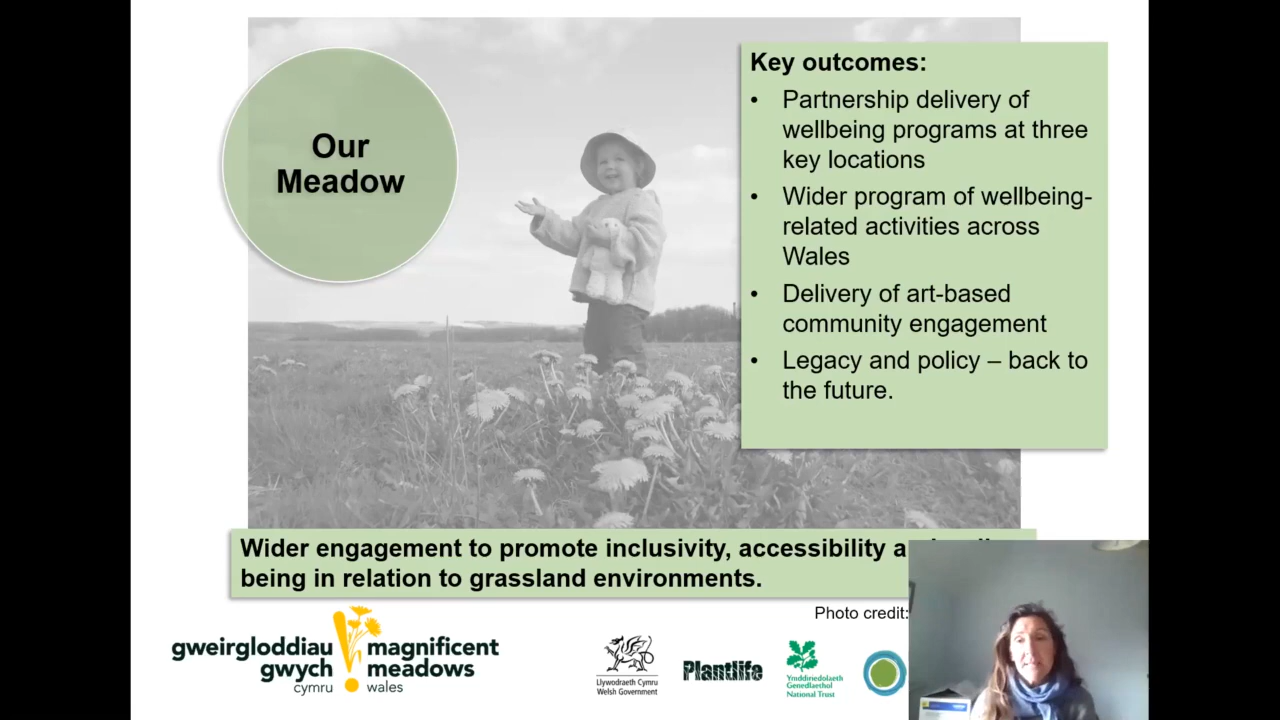 Our
Meadow
Key outcomes:
• Partnership delivery of
wellbeing programs at three
key locations
• Wider program of wellbeing-
related activities across
Wales
• Delivery of art-based
community engagement
• Legacy and policy – back to
the future.
Wider engagement to promote inclusivity, accessibility
being in relation to grassland environments.
Photo credit:
gweirgloddiau
gwych
cymru
magnificent
meadows
wales
Llywodraeth Cymru
Welsh Government
Plantlife
Ymddiriedolaeth
Genedlaethol
National Trust